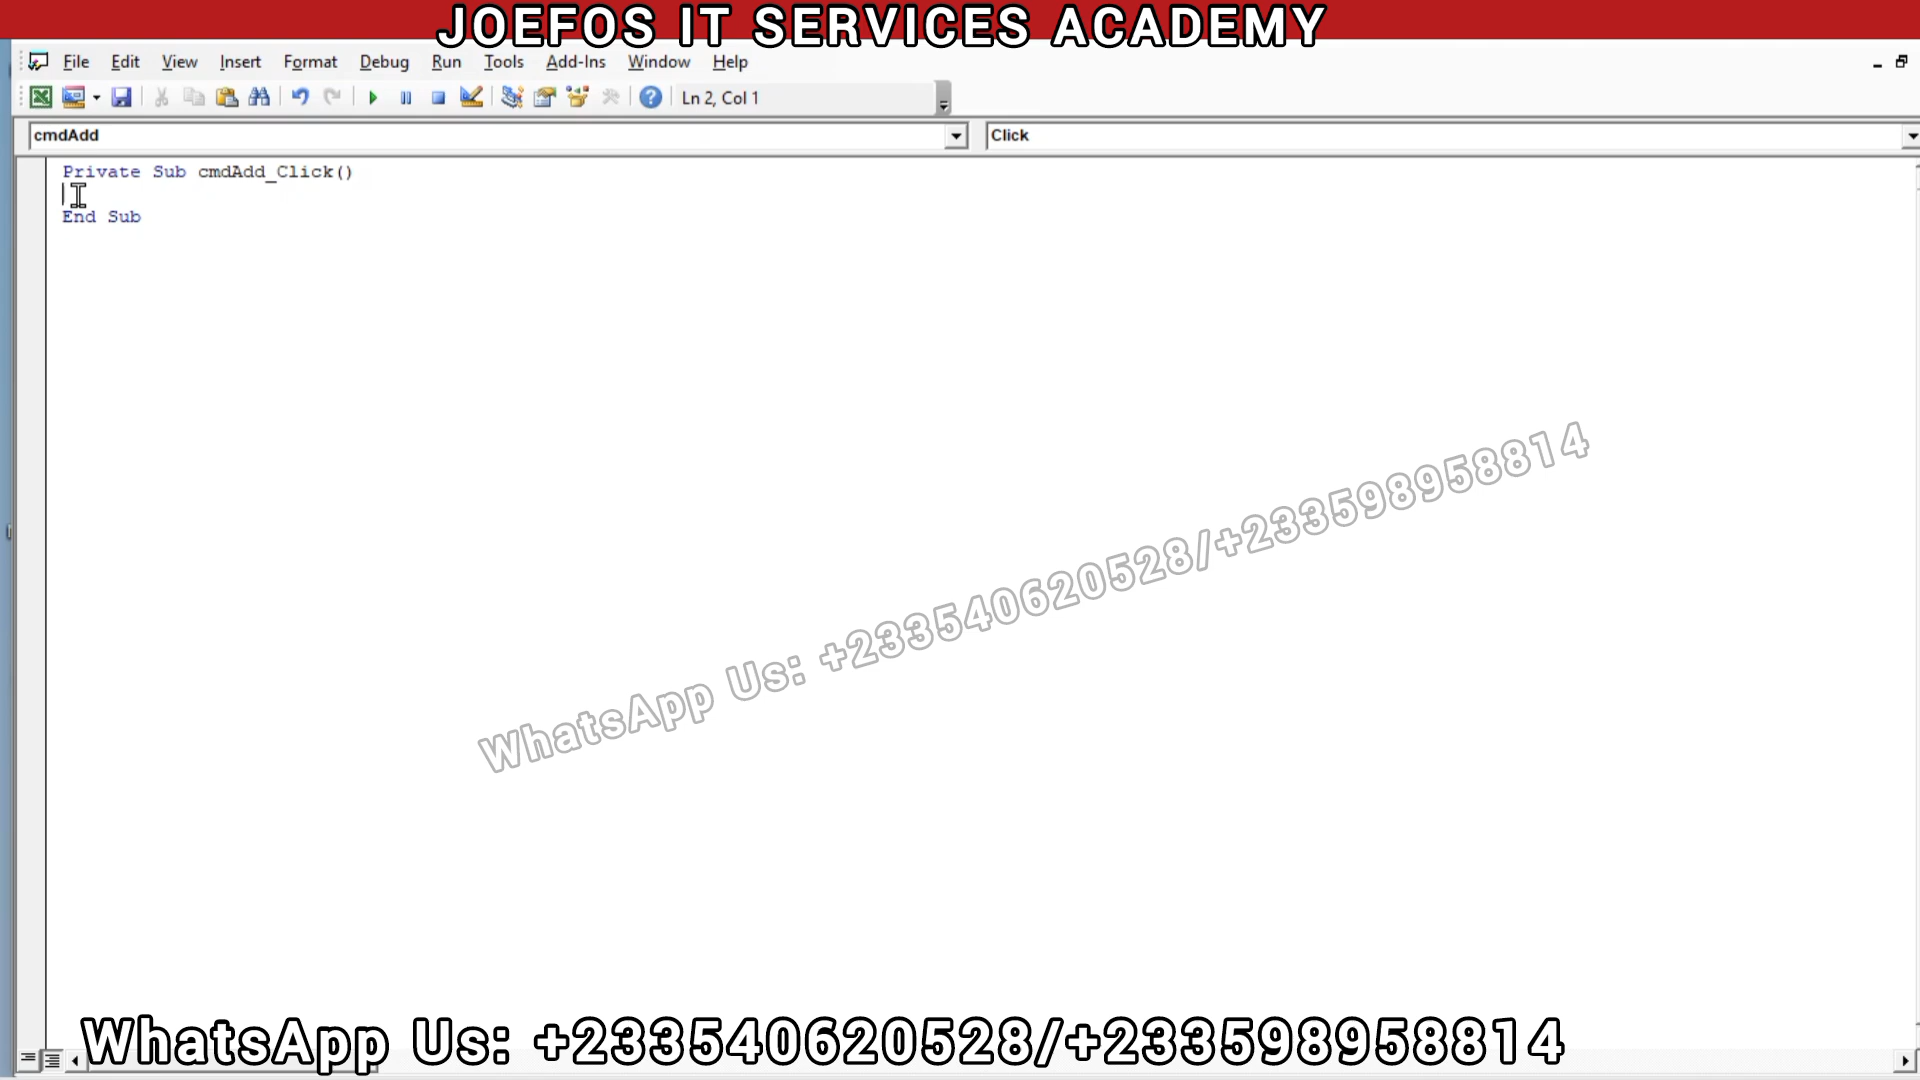 JOEFOS IT SERVICES ACADEMY
File Edit View Insert Format Debug Run Tools Add-Ins Window Help
Ln 2, Col 1
cmdAdd Click
Private Sub cmdAdd_Click()
End Sub
WhatsApp Us: +233540620528/+233598958814
WhatsApp Us: +233540620528/+233598958814